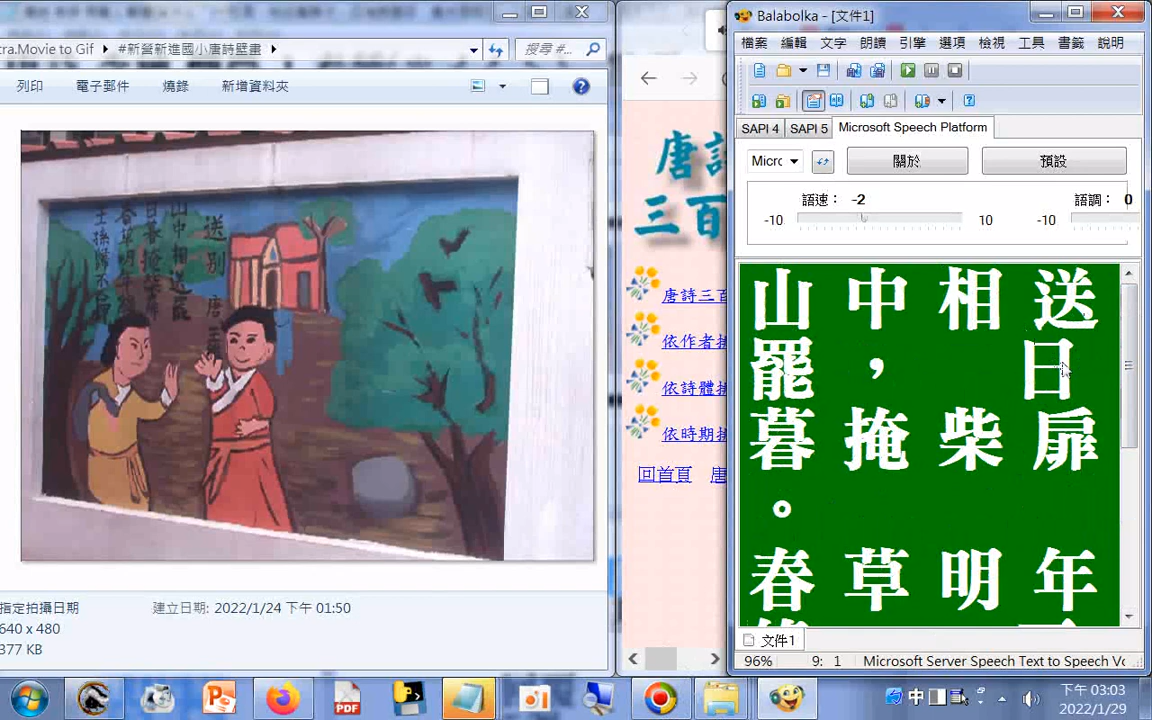 tra.Movie to Gif ▸ #新營新進國小唐詩壁畫 ▸
搜尋 #...
列印 電子郵件 燒錄 新增資料夾
送別 唐 王
山中相送罷
日暮掩柴扉
春草明年綠
王孫歸不歸
指定拍攝日期 建立日期: 2022/1/24 下午 01:50
640 x 480
377 KB
唐詩
三百
唐詩三百
依作者
依詩體
依時期
回首頁 唐
Balabolka - [文件1]
檔案 編輯 文字 朗讀 引擎 選項 檢視 工具 書籤 說明
SAPI 4 SAPI 5 Microsoft Speech Platform
Micro 關於 預設
語速: -2 語調: 0
-10 10 -10
山中相送
罷，　日
暮掩柴扉
。
春草明年
文件1
96% 9: 1 Microsoft Server Speech Text to Speech Vo
PDF
中
下午 03:03
2022/1/29